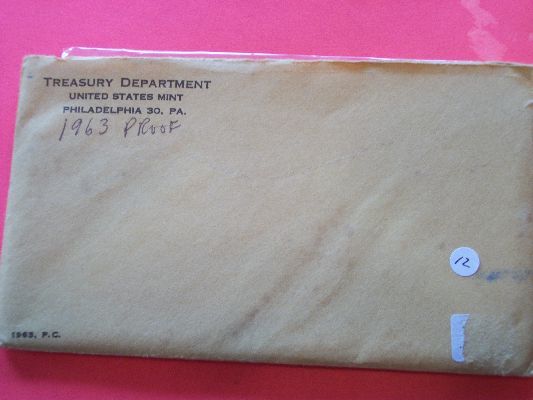 TREASURY DEPARTMENT
UNITED STATES MINT
PHILADELPHIA 30, PA.
1963 PROOF
12
1963, P.C.